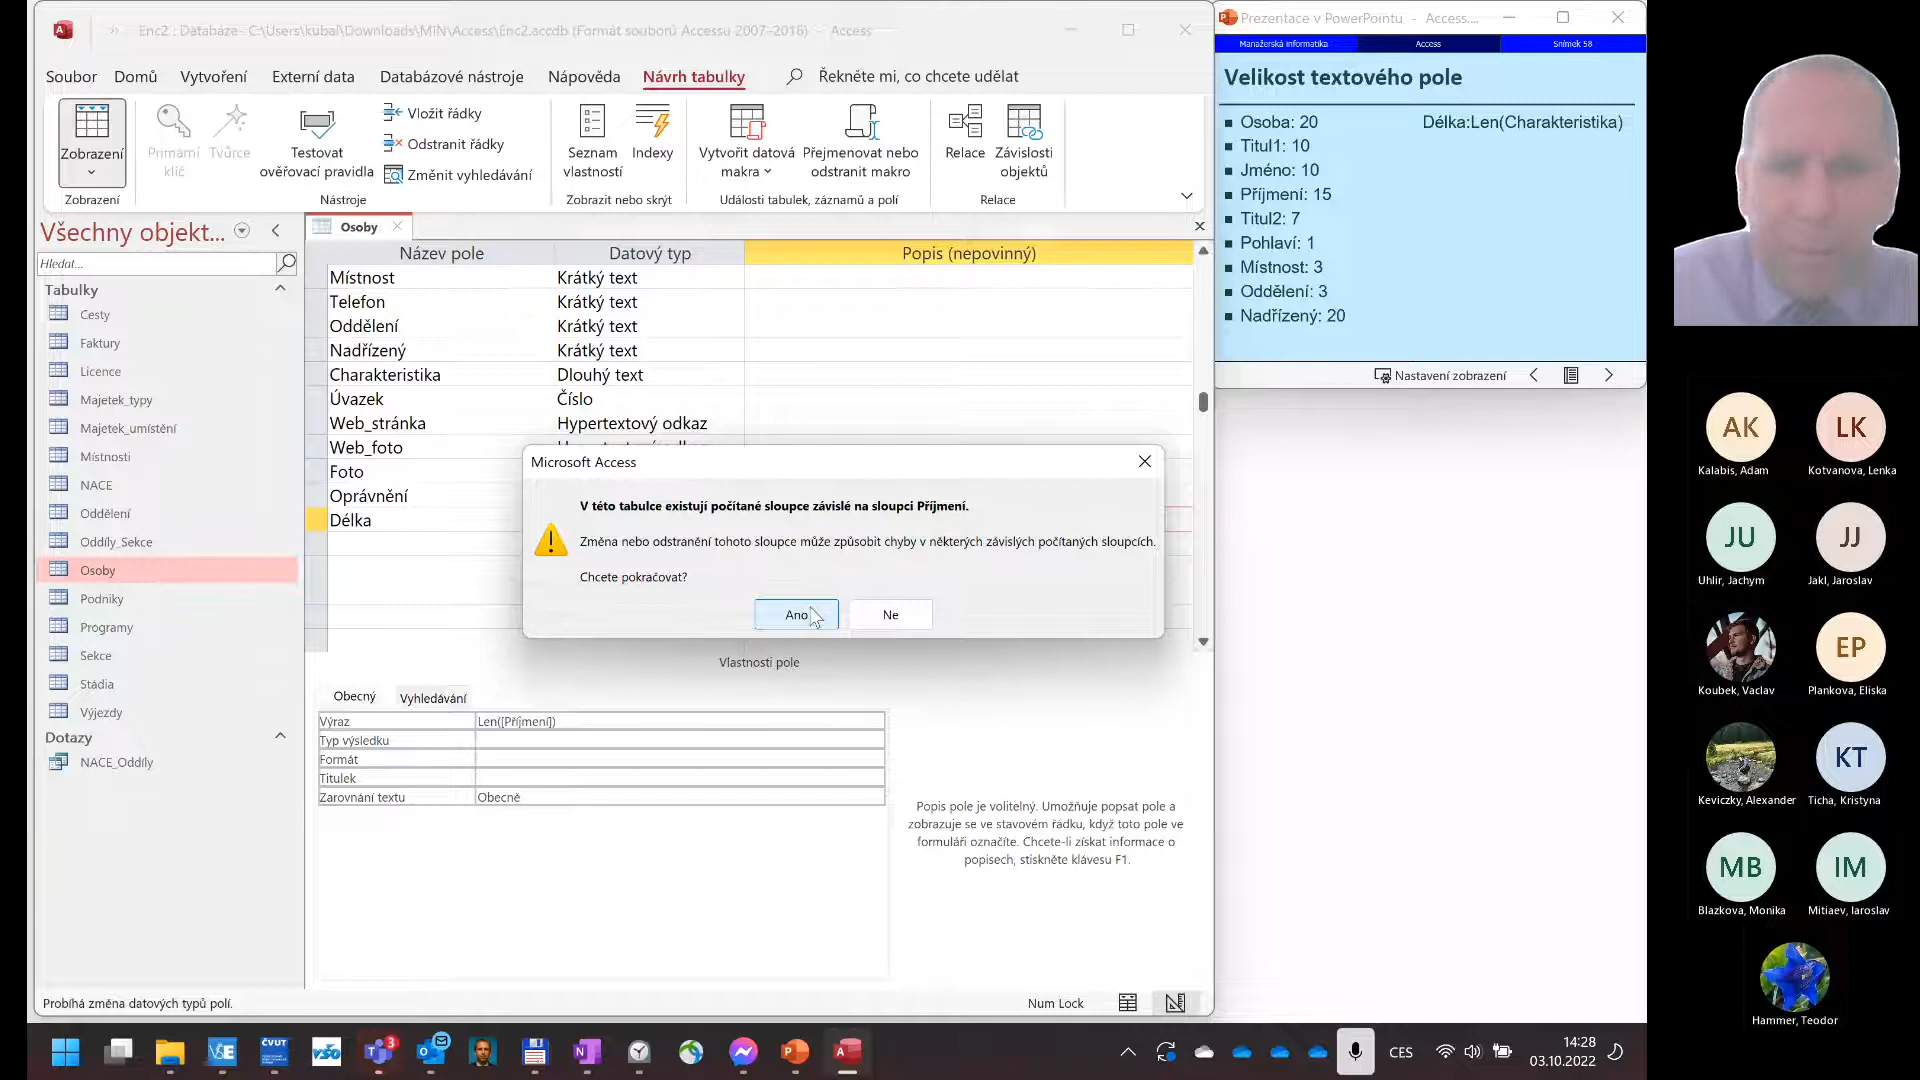 Enc2 : Databáze- C:\Users\kubal\Downloads\MIN\Access\Enc2.accdb (Formát souborů Accessu 2007–2016) - Access
Soubor Domů Vytvoření Externí data Databázové nástroje Nápověda Návrh tabulky Řekněte mi, co chcete udělat
Zobrazení
Zobrazení
Primární klíč
Tvůrce
Testovat ověřovací pravidla
Vložit řádky
Odstranit řádky
Změnit vyhledávání
Nástroje
Seznam vlastností
Indexy
Zobrazit nebo skrýt
Vytvořit datová makra
Přejmenovat nebo odstranit makro
Události tabulek, záznamů a polí
Relace
Závislosti objektů
Relace
Všechny objekt...
Hledat...
Tabulky
Cesty
Faktury
Licence
Majetek_typy
Majetek_umístění
Místnosti
NACE
Oddělení
Oddíly_Sekce
Osoby
Podniky
Programy
Sekce
Stádia
Výjezdy
Dotazy
NACE_Oddíly
Osoby
Název pole Datový typ Popis (nepovinný)
Místnost Krátký text
Telefon Krátký text
Oddělení Krátký text
Nadřízený Krátký text
Charakteristika Dlouhý text
Úvazek Číslo
Web_stránka Hypertextový odkaz
Web_foto
Foto
Oprávnění
Délka
Microsoft Access
V této tabulce existují počítané sloupce závislé na sloupci Příjmení.
Změna nebo odstranění tohoto sloupce může způsobit chyby v některých závislých počítaných sloupcích.
Chcete pokračovat?
Ano Ne
Vlastnosti pole
Obecný Vyhledávání
Výraz Len([Příjmení])
Typ výsledku
Formát
Titulek
Zarovnání textu Obecně
Popis pole je volitelný. Umožňuje popsat pole a
zobrazuje se ve stavovém řádku, když toto pole ve
formuláři označíte. Chcete-li získat informace o
popisech, stiskněte klávesu F1.
Probíhá změna datových typů polí.
Num Lock
Prezentace v PowerPointu - Access....
Manažerská informatika Access Snímek 58
Velikost textového pole
Osoba: 20 Délka:Len(Charakteristika)
Titul1: 10
Jméno: 10
Příjmení: 15
Titul2: 7
Pohlaví: 1
Místnost: 3
Oddělení: 3
Nadřízený: 20
Nastavení zobrazení
AK LK
Kalabis, Adam Kotvanova, Lenka
JU JJ
Uhlir, Jachym Jakl, Jaroslav
EP
Koubek, Vaclav Plankova, Eliska
KT
Keviczky, Alexander Ticha, Kristyna
MB IM
Blazkova, Monika Mitiaev, Iaroslav
Hammer, Teodor
VŠE ČVUT všo 3
CES 14:28
03.10.2022